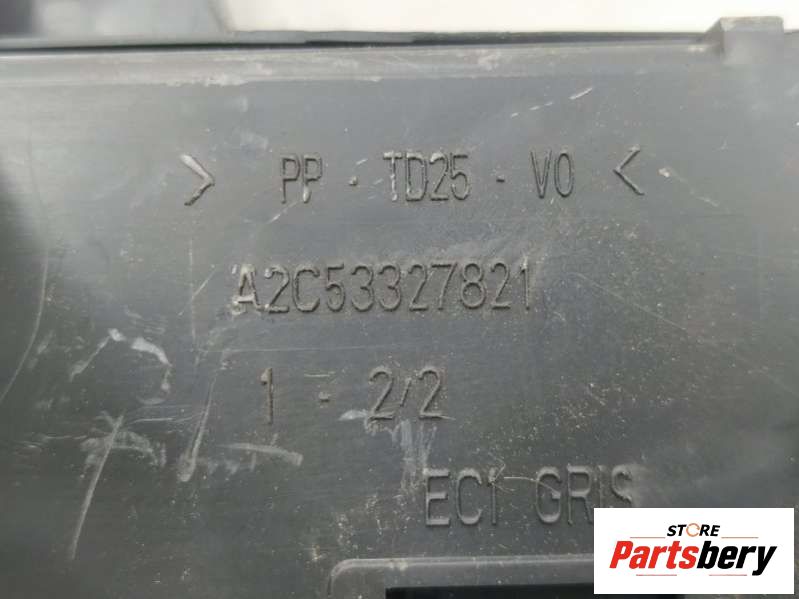 > PP - TD25 - V0 <
A2C53327821
1 - 2/2
EC1 GRIS
STORE
Partsbery